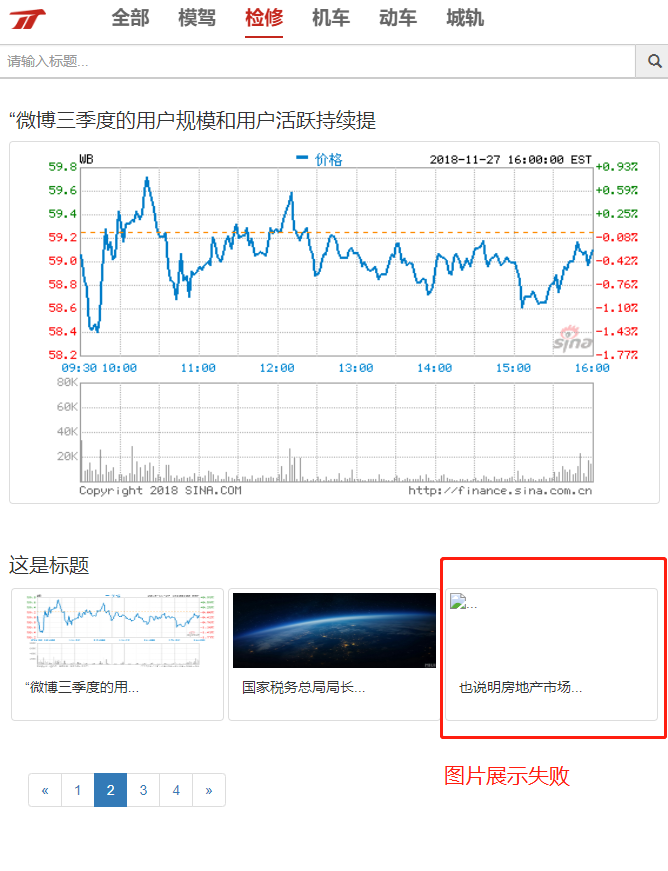 全部 模驾 检修 机车 动车 城轨
请输入标题...
“微博三季度的用户规模和用户活跃持续提
WB 价格 2018-11-27 16:00:00 EST
59.8 +0.93%
59.6 +0.59%
59.4 +0.25%
59.2 -0.08%
59.0 -0.42%
58.8 -0.76%
58.6 -1.10%
58.4 -1.43%
58.2 -1.77%
sina
09:30 10:00 11:00 12:00 13:00 14:00 15:00 16:00
80K
60K
40K
20K
Copyright 2018 SINA.COM http://finance.sina.com.cn
这是标题
...
“微博三季度的用... 国家税务总局局长... 也说明房地产市场...
图片展示失败
« 1 2 3 4 »